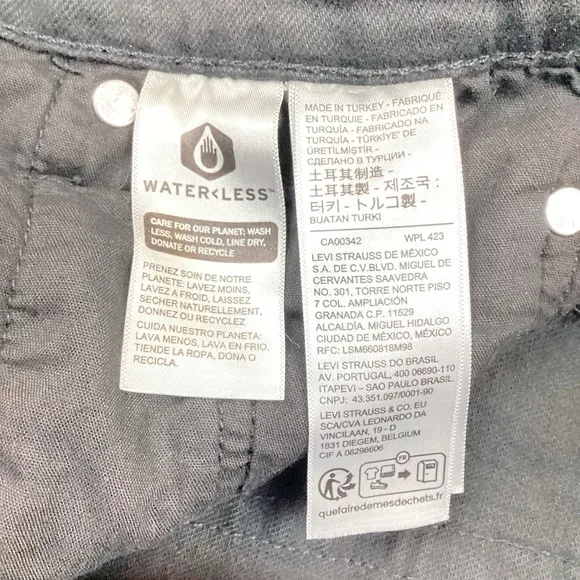 WATER<LESS™
CARE FOR OUR PLANET: WASH
LESS, WASH COLD, LINE DRY,
DONATE OR RECYCLE
PRENEZ SOIN DE NOTRE
PLANETE: LAVEZ MOINS,
LAVEZ A FROID, LAISSEZ
SECHER NATURELLEMENT,
DONNEZ OU RECYCLEZ
CUIDA NUESTRO PLANETA:
LAVA MENOS, LAVA EN FRIO,
TIENDE LA ROPA, DONA O
RECICLA.
MADE IN TURKEY - FABRIQUÉ
EN TURQUIE - FABRICADO EN
TURQUÍA - FABRICADO NA
TURQUIA - TÜRKİYE' DE
ÜRETİLMİŞTİR -
СДЕЛАНО В ТУРЦИИ -
土耳其制造 -
土耳其製 - 제조국 :
터키 - トルコ製 -
BUATAN TURKI
CA00342 WPL 423
LEVI STRAUSS DE MÉXICO
S.A. DE C.V.BLVD. MIGUEL DE
CERVANTES SAAVEDRA
NO. 301, TORRE NORTE PISO
7 COL. AMPLIACIÓN
GRANADA C.P. 11529
ALCALDÍA. MIGUEL HIDALGO
CIUDAD DE MÉXICO, MÉXICO
RFC: LSM660818M98
LEVI STRAUSS DO BRASIL
AV. PORTUGAL, 400 06690-110
ITAPEVI – SAO PAULO BRASIL
CNPJ: 43.351.097/0001-90
LEVI STRAUSS & CO. EU
SCA/CVA LEONARDO DA
VINCILAAN, 19 - D
1831 DIEGEM, BELGIUM
CIF A 08298606
FR
quefairedemesdechets.fr